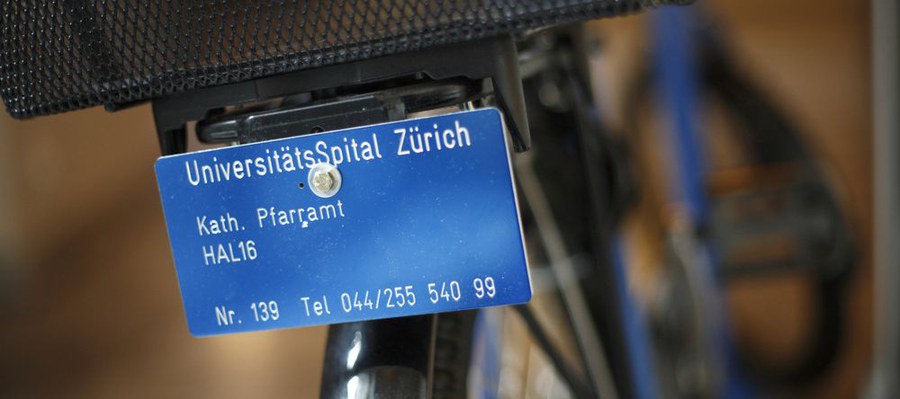 UniversitätsSpital Zürich
Kath. Pfarramt
HAL16
Nr. 139 Tel 044/255 540 99